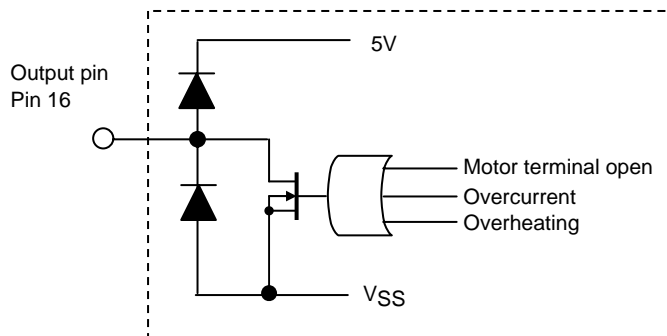 5V
Output pin
Pin 16
Motor terminal open
Overcurrent
Overheating
VSS